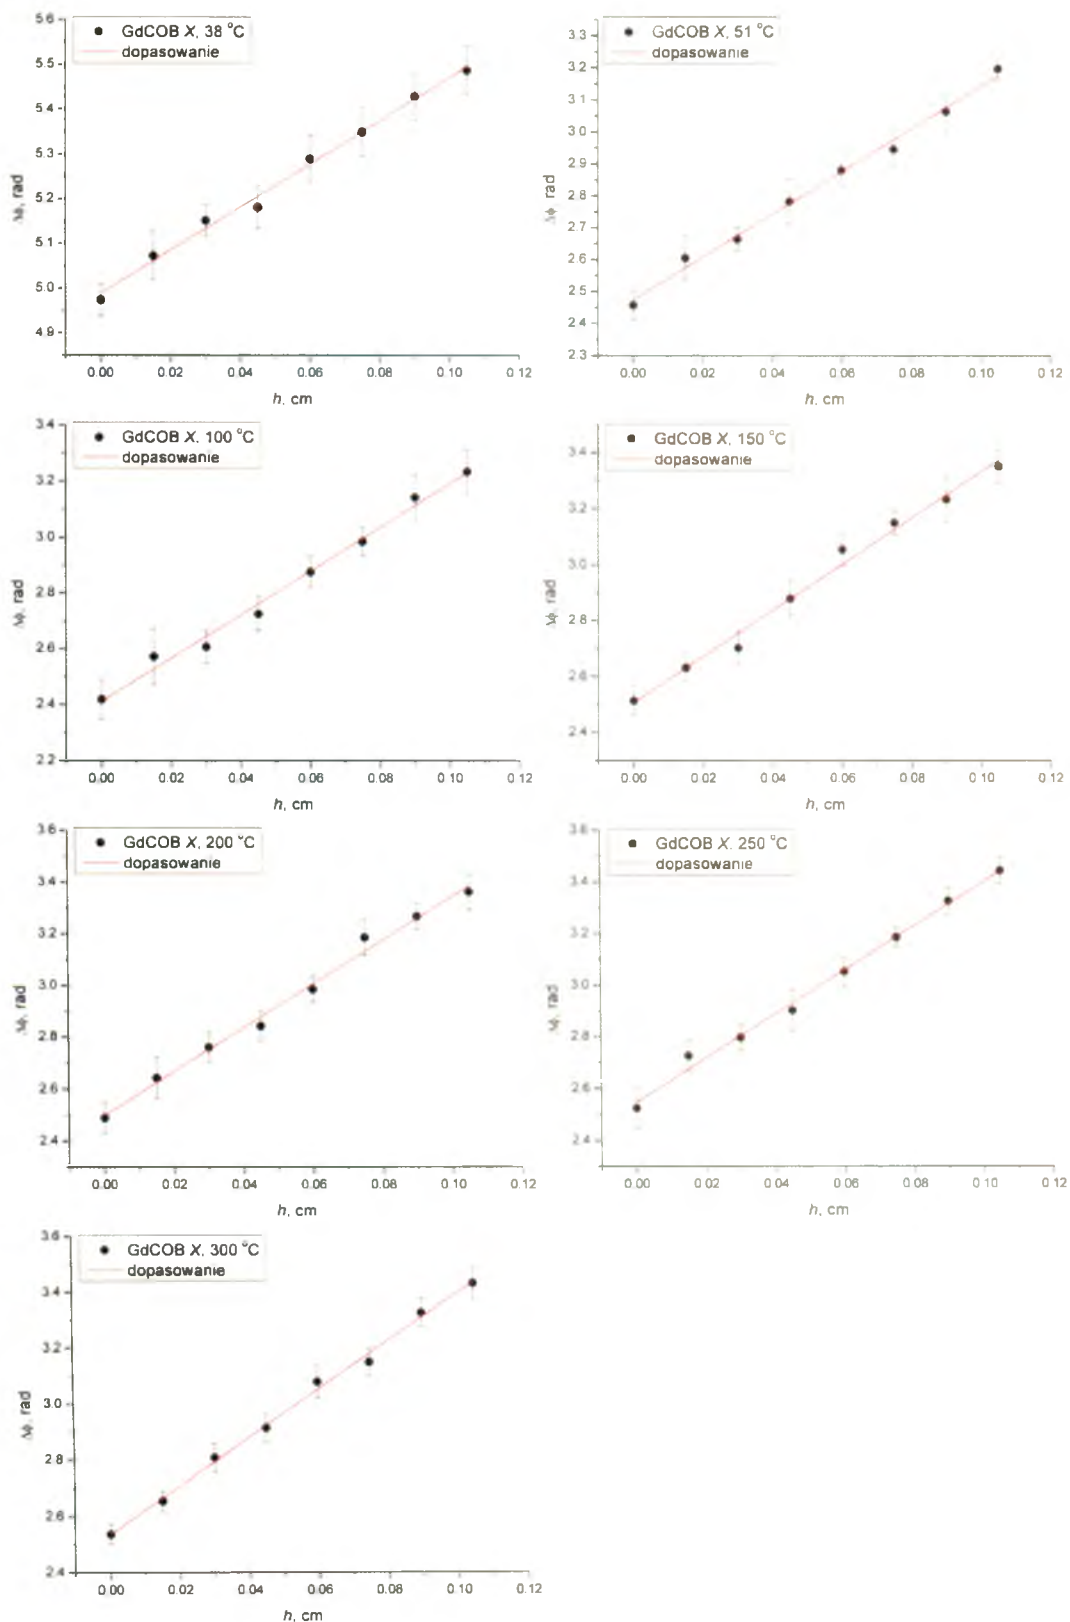 GdCOB X, 38 °C
dopasowanie
5.6
5.5
5.4
5.3
5.2
5.1
5.0
4.9
Δϕ, rad
0.00 0.02 0.04 0.06 0.08 0.10 0.12
h, cm
GdCOB X, 51 °C
dopasowanie
3.3
3.2
3.1
3.0
2.9
2.8
2.7
2.6
2.5
2.4
2.3
Δϕ, rad
0.00 0.02 0.04 0.06 0.08 0.10 0.12
h, cm
GdCOB X, 100 °C
dopasowanie
3.4
3.2
3.0
2.8
2.6
2.4
2.2
Δϕ, rad
0.00 0.02 0.04 0.06 0.08 0.10 0.12
h, cm
GdCOB X, 150 °C
dopasowanie
3.4
3.2
3.0
2.8
2.6
2.4
Δϕ, rad
0.00 0.02 0.04 0.06 0.08 0.10 0.12
h, cm
GdCOB X, 200 °C
dopasowanie
3.6
3.4
3.2
3.0
2.8
2.6
2.4
Δϕ, rad
0.00 0.02 0.04 0.06 0.08 0.10 0.12
h, cm
GdCOB X, 250 °C
dopasowanie
3.6
3.4
3.2
3.0
2.8
2.6
2.4
Δϕ, rad
0.00 0.02 0.04 0.06 0.08 0.10 0.12
h, cm
GdCOB X, 300 °C
dopasowanie
3.6
3.4
3.2
3.0
2.8
2.6
2.4
Δϕ, rad
0.00 0.02 0.04 0.06 0.08 0.10 0.12
h, cm